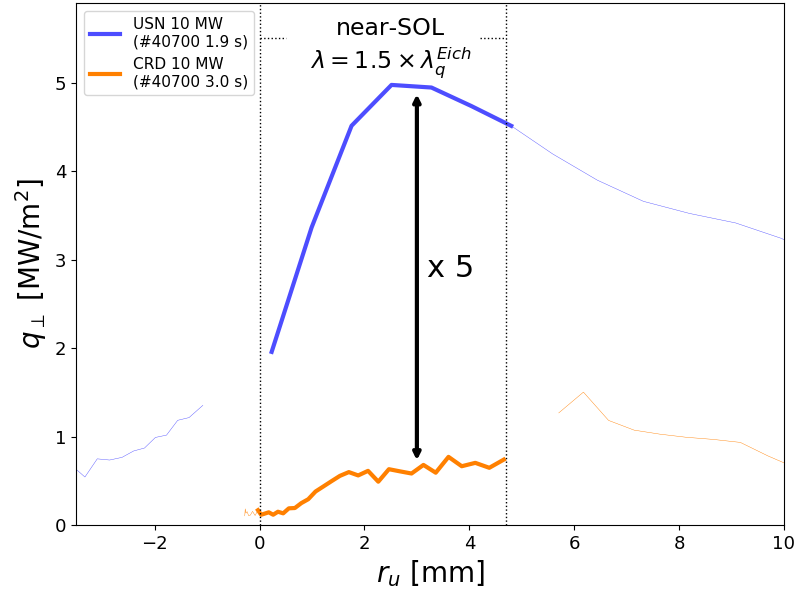 USN 10 MW
(#40700 1.9 s)
CRD 10 MW
(#40700 3.0 s)
near-SOL
λ = 1.5 × λ_q^{Eich}
x 5
q⊥ [MW/m²]
5
4
3
2
1
0
−2 0 2 4 6 8 10
r_u [mm]